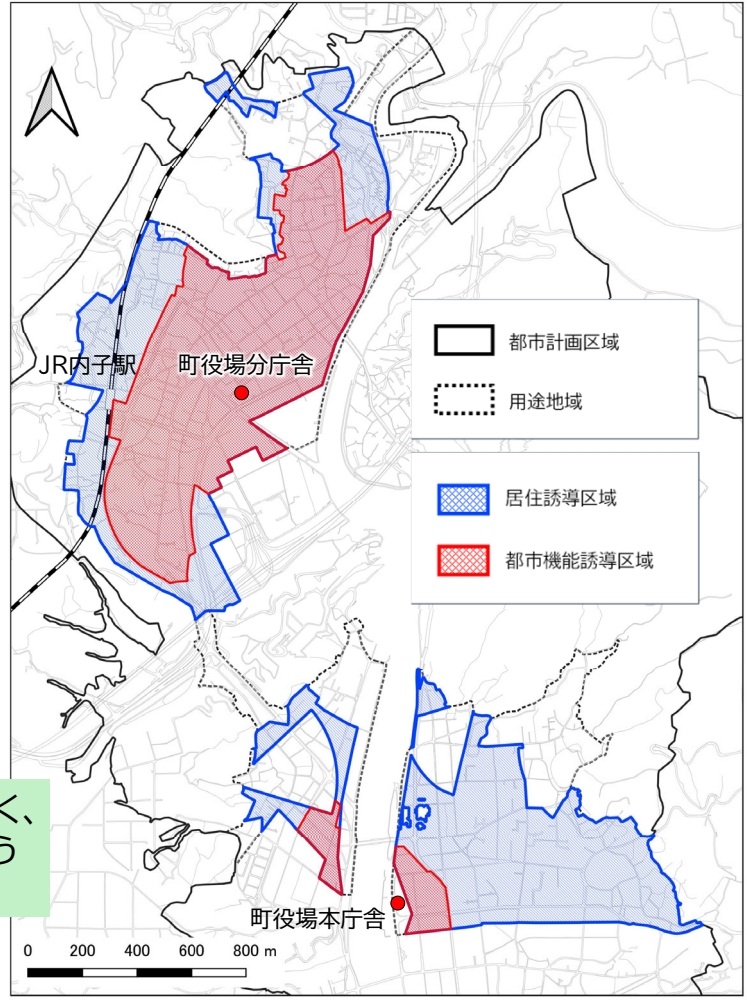 JR内子駅
町役場分庁舎
都市計画区域
用途地域
居住誘導区域
都市機能誘導区域
く、
う
町役場本庁舎
0 200 400 600 800 m